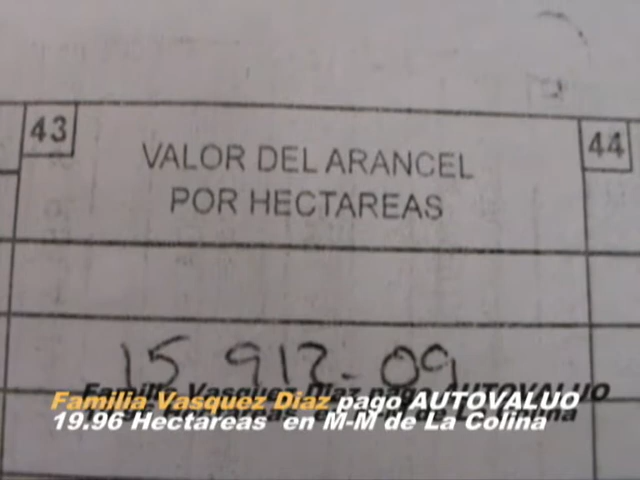 43
VALOR DEL ARANCEL
POR HECTAREAS
44
15 912-09
Familia Vasquez Diaz pago AUTOVALUO
19.96 Hectareas en M-M de La Colina